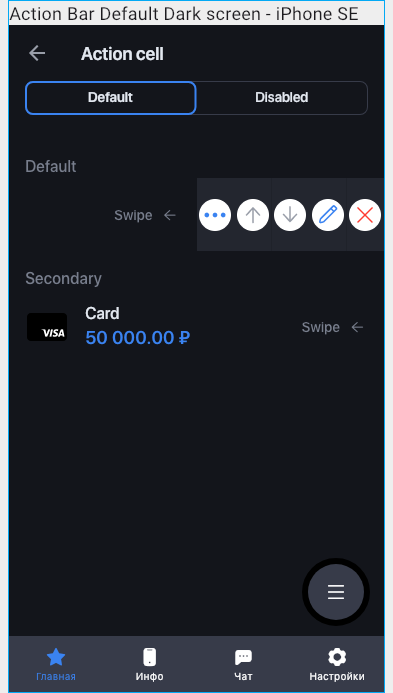 Action Bar Default Dark screen - iPhone SE
Action cell
Default Disabled
Default
Swipe
Secondary
Card
VISA
50 000.00 ₽
Swipe
Главная Инфо Чат Настройки